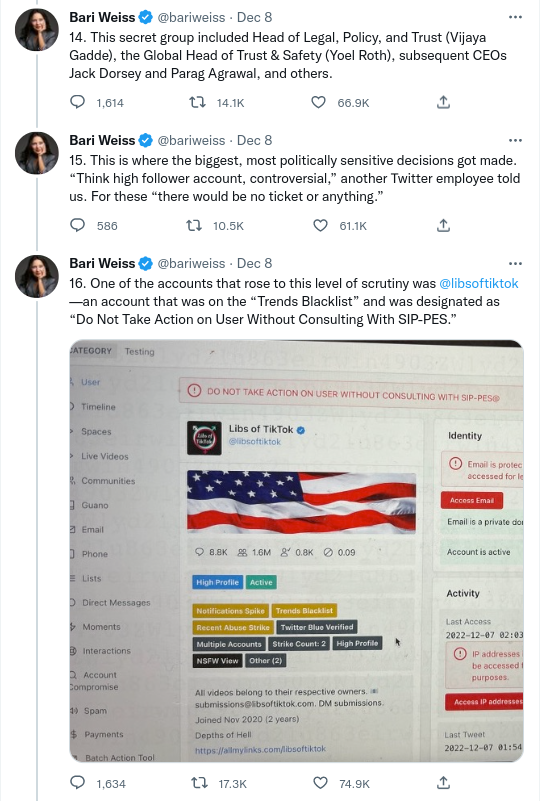 Bari Weiss @bariweiss · Dec 8
14. This secret group included Head of Legal, Policy, and Trust (Vijaya
Gadde), the Global Head of Trust & Safety (Yoel Roth), subsequent CEOs
Jack Dorsey and Parag Agrawal, and others.
1,614 14.1K 66.9K
Bari Weiss @bariweiss · Dec 8
15. This is where the biggest, most politically sensitive decisions got made.
“Think high follower account, controversial,” another Twitter employee told
us. For these “there would be no ticket or anything.”
586 10.5K 61.1K
Bari Weiss @bariweiss · Dec 8
16. One of the accounts that rose to this level of scrutiny was @libsoftiktok
—an account that was on the “Trends Blacklist” and was designated as
“Do Not Take Action on User Without Consulting With SIP-PES.”
ATEGORY Testing
User
Timeline
Spaces
Live Videos
Communities
Guano
Email
Phone
Lists
Direct Messages
Moments
Interactions
Account
Compromise
Spam
Payments
Batch Action Tool
DO NOT TAKE ACTION ON USER WITHOUT CONSULTING WITH SIP-PES@
Libs of TikTok
@libsoftiktok
8.8K 1.6M 0.8K 0.09
High Profile Active
Notifications Spike Trends Blacklist
Recent Abuse Strike Twitter Blue Verified
Multiple Accounts Strike Count: 2 High Profile
NSFW View Other (2)
All videos belong to their respective owners.
submissions@libsoftiktok.com. DM submissions.
Joined Nov 2020 (2 years)
Depths of Hell
https://allmylinks.com/libsoftiktok
Identity
Email is protec
accessed for le
Access Email
Email is a private do
Account is active
Activity
Last Access
2022-12-07 02:03
IP addresses
be accessed f
purposes.
Access IP addresses
Last Tweet
2022-12-07 01:54
1,634 17.3K 74.9K